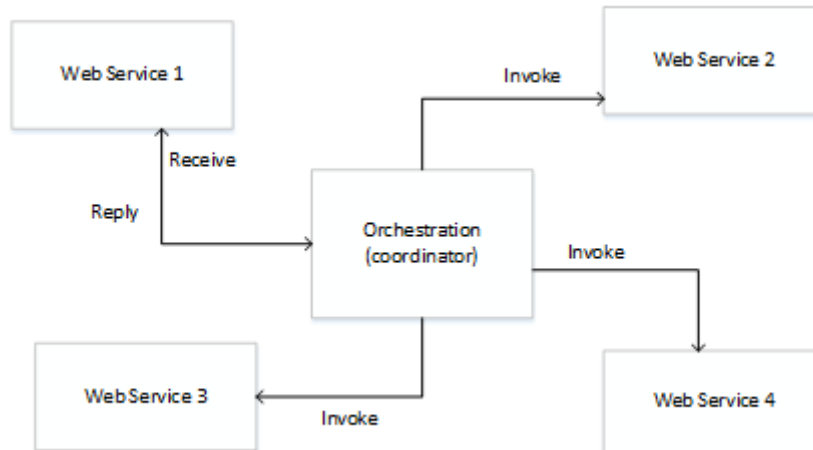 Web Service 1
Web Service 2
Invoke
Receive
Reply
Orchestration
(coordinator)
Invoke
Web Service 3
Invoke
Web Service 4